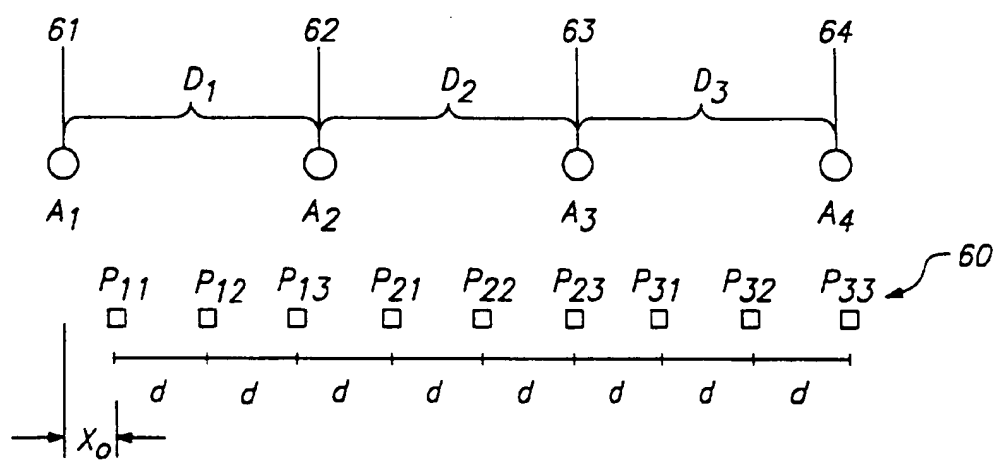 61 62 63 64
D1 D2 D3
A1 A2 A3 A4
60
P11 P12 P13 P21 P22 P23 P31 P32 P33
d d d d d d d d
Xo